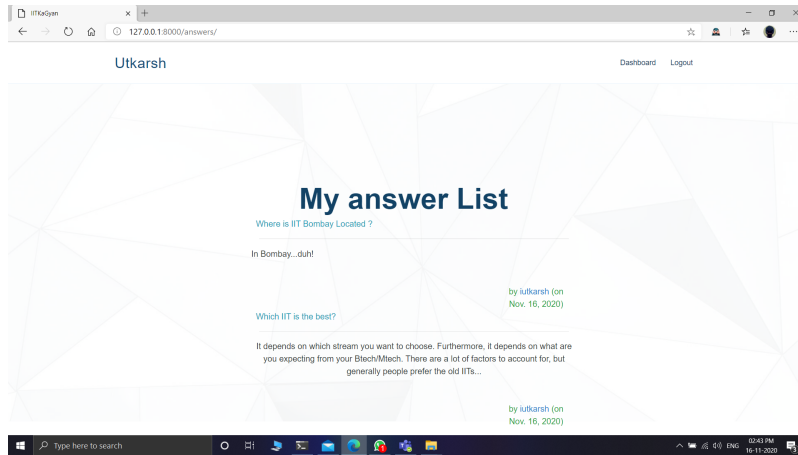 IITKaGyan
127.0.0.1:8000/answers/
Utkarsh
Dashboard Logout
My answer List
Where is IIT Bombay Located ?
In Bombay...duh!
by iutkarsh (on
Nov. 16, 2020)
Which IIT is the best?
It depends on which stream you want to choose. Furthermore, it depends on what are
you expecting from your Btech/Mtech. There are a lot of factors to account for, but
generally people prefer the old IITs...
by iutkarsh (on
Nov. 16, 2020)
Type here to search
ENG
02:43 PM
16-11-2020